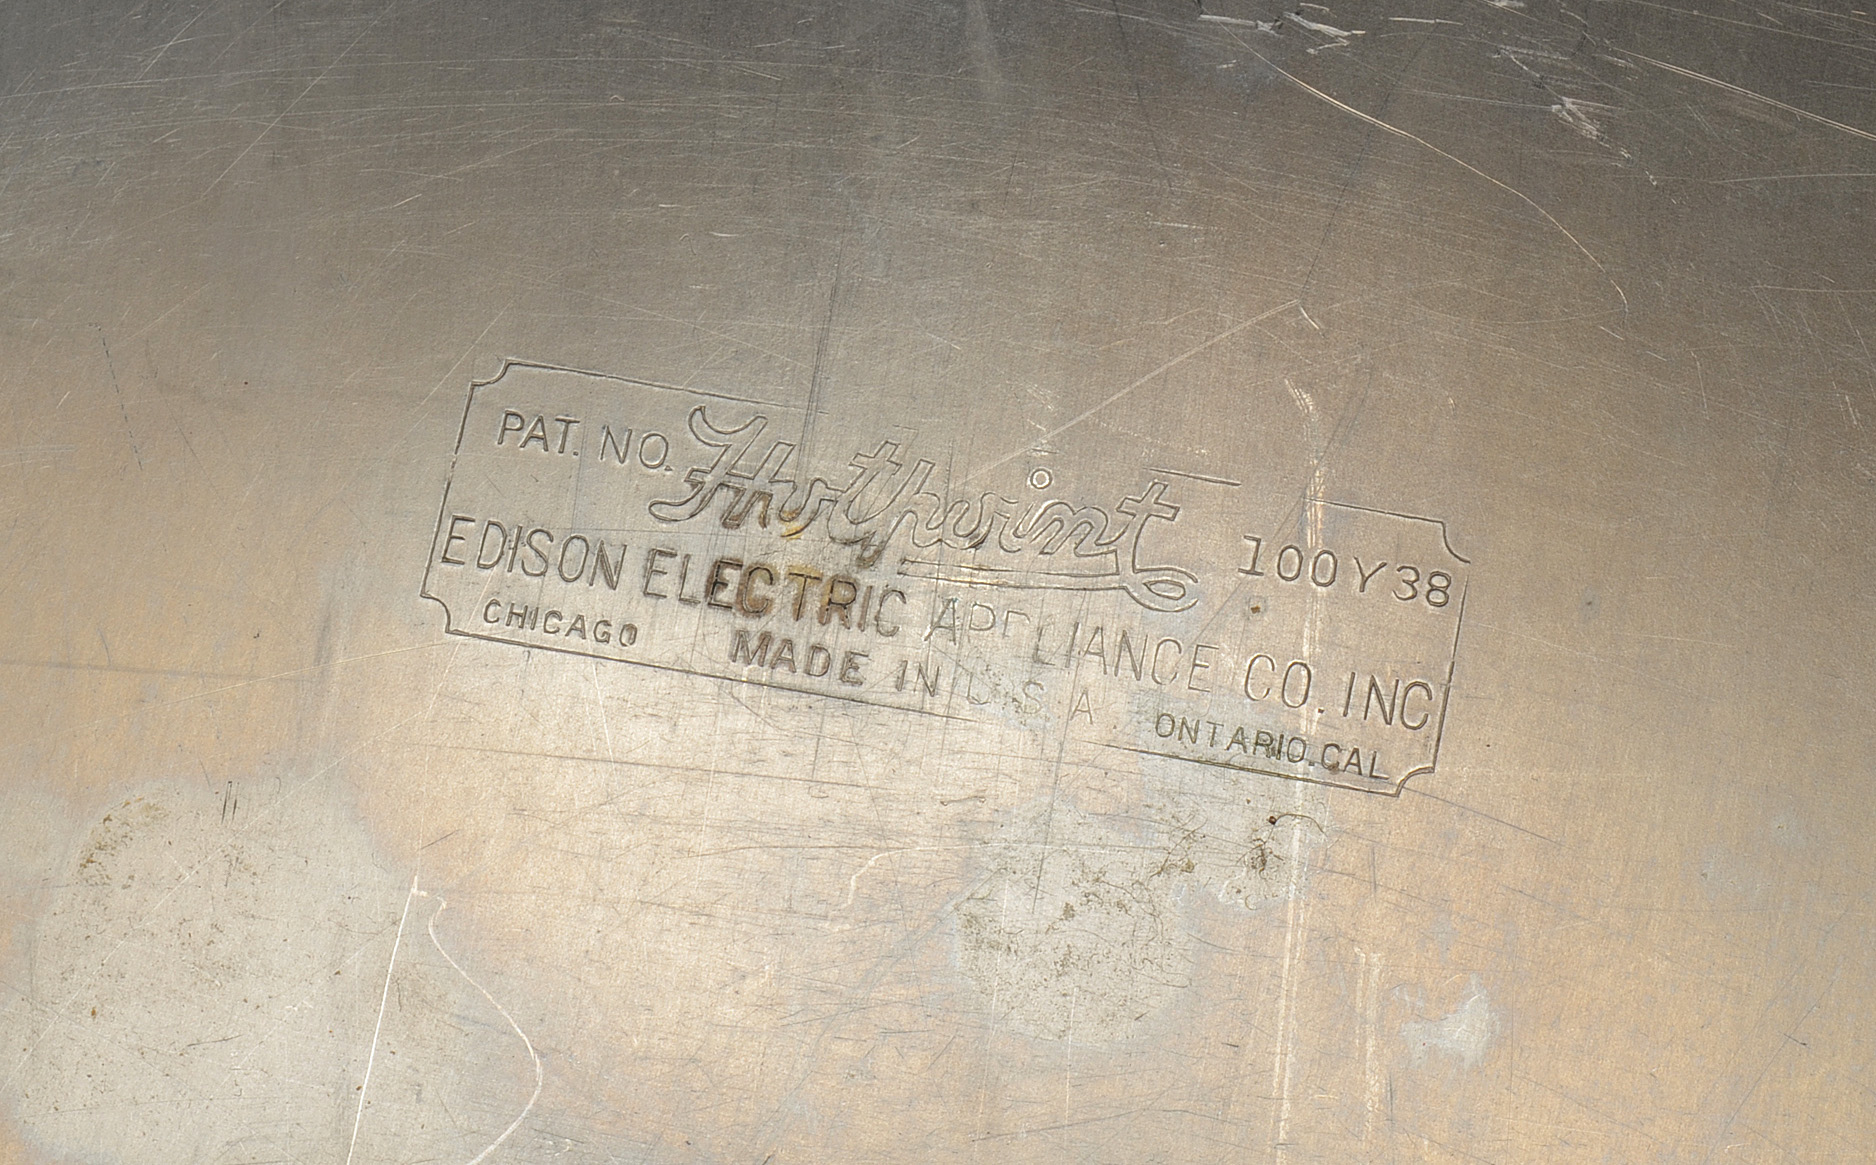 PAT. NO. Hotpoint 100Y38
EDISON ELECTRIC APPLIANCE CO. INC
CHICAGO MADE IN U.S.A. ONTARIO.CAL